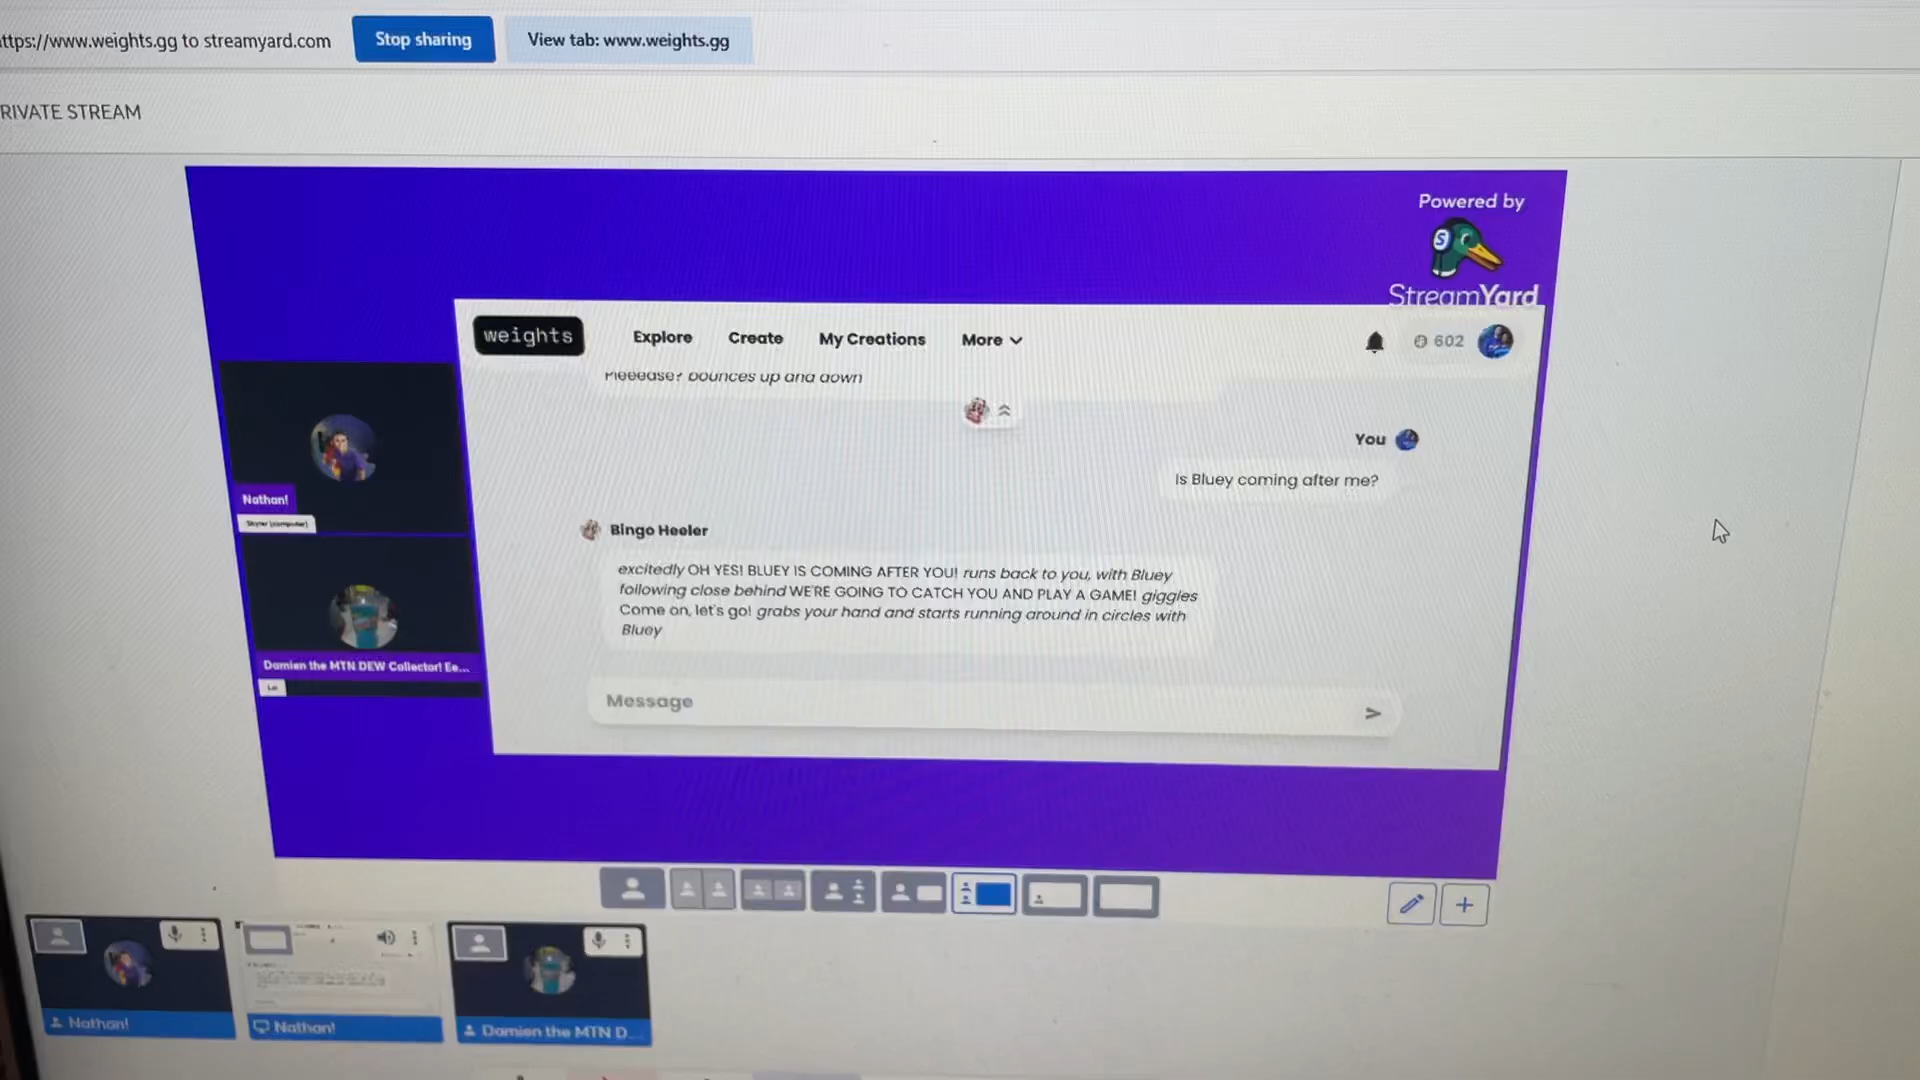 ttps://www.weights.gg to streamyard.com
Stop sharing
View tab: www.weights.gg
RIVATE STREAM
Powered by
S
StreamYard
weights
Explore
Create
My Creations
More
602
Pleeease? bounces up and down
You
Is Bluey coming after me?
Bingo Heeler
excitedly OH YES! BLUEY IS COMING AFTER YOU! runs back to you, with Bluey
following close behind WE'RE GOING TO CATCH YOU AND PLAY A GAME! giggles
Come on, let's go! grabs your hand and starts running around in circles with
Bluey
Message
Nathan!
Skyler (computer)
Damien the MTN DEW Collector! Ee...
Nathan!
Nathan!
Damien the MTN D...